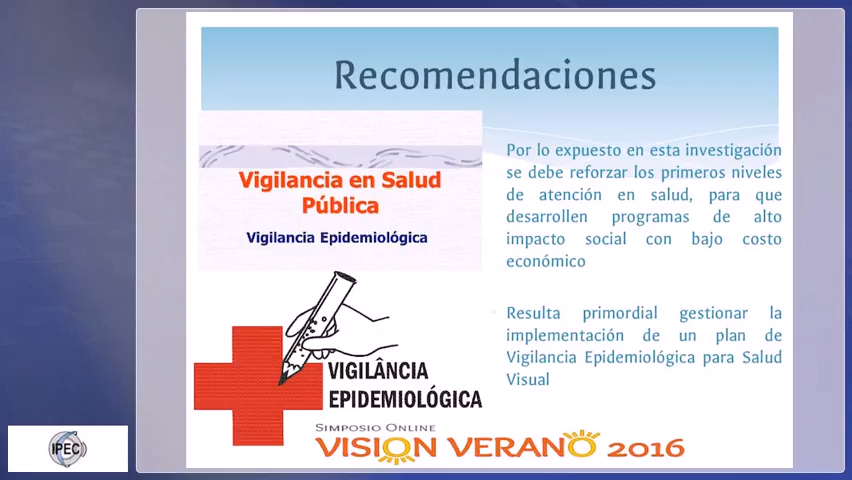 Recomendaciones
Vigilancia en Salud
Pública
Vigilancia Epidemiológica
Por lo expuesto en esta investigación
se debe reforzar los primeros niveles
de atención en salud, para que
desarrollen programas de alto
impacto social con bajo costo
económico
Resulta primordial gestionar la
implementación de un plan de
Vigilancia Epidemiológica para Salud
Visual
VIGILÂNCIA
EPIDEMIOLÓGICA
SIMPOSIO ONLINE
VISION VERANO 2016
IPEC